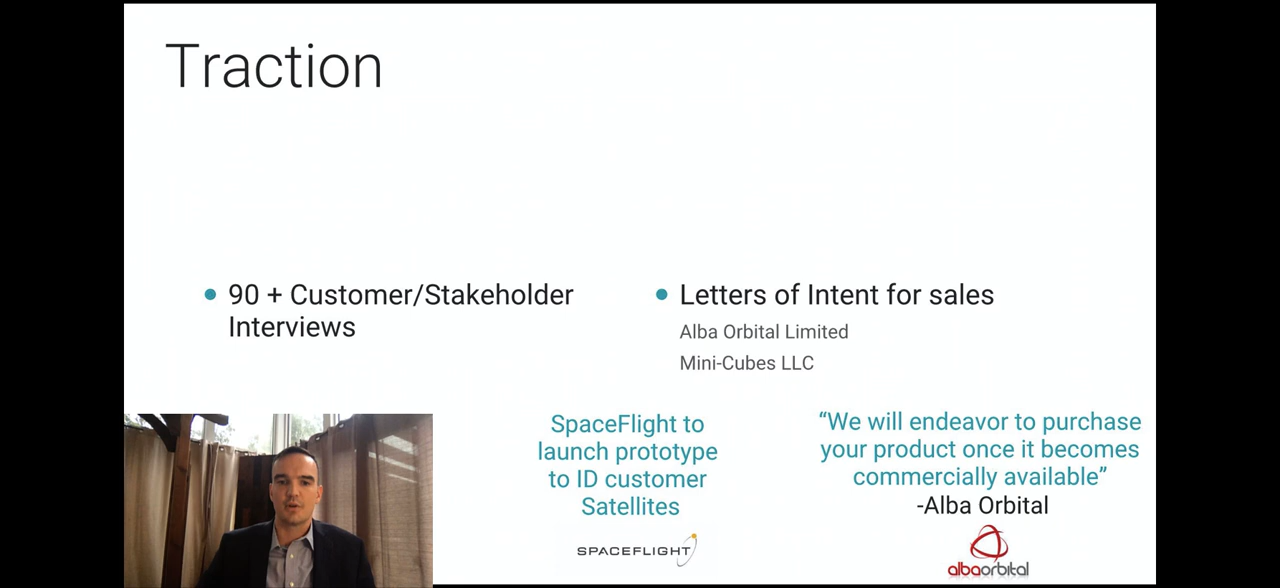 Traction
90 + Customer/Stakeholder
Interviews
Letters of Intent for sales
Alba Orbital Limited
Mini-Cubes LLC
SpaceFlight to
launch prototype
to ID customer
Satellites
SPACEFLIGHT
“We will endeavor to purchase
your product once it becomes
commercially available”
-Alba Orbital
albaorbital